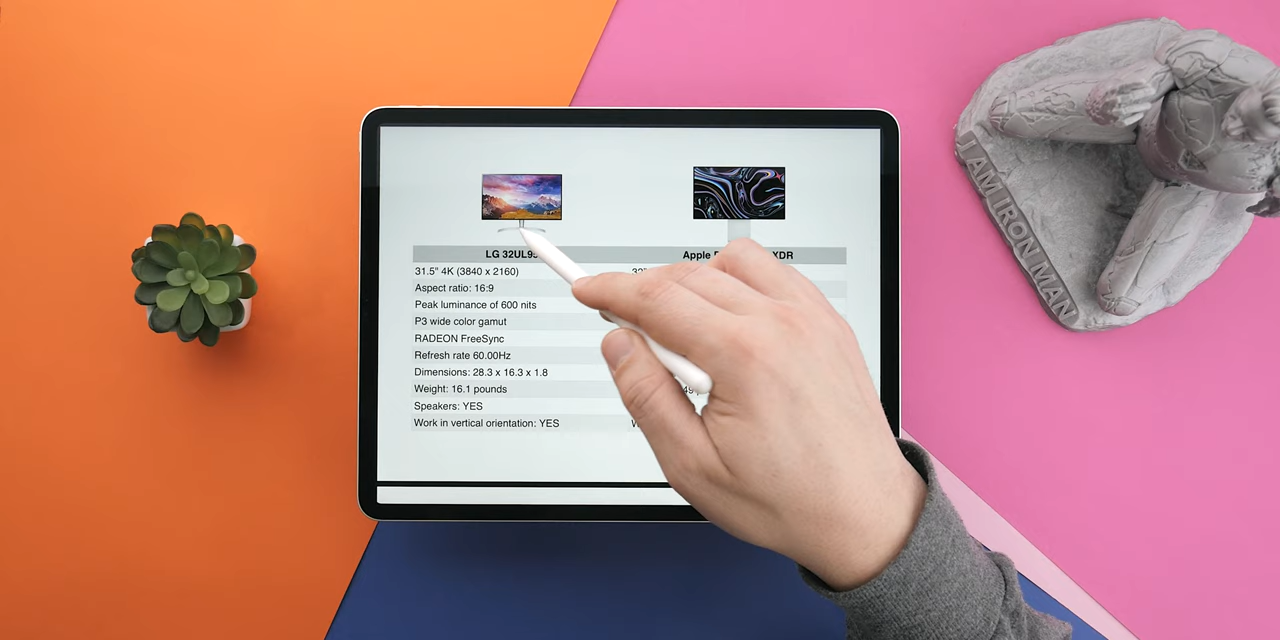 LG 32UL95
Apple XDR
31.5" 4K (3840 x 2160)
32"
Aspect ratio: 16:9
Peak luminance of 600 nits
P3 wide color gamut
RADEON FreeSync
Refresh rate 60.00Hz
Dimensions: 28.3 x 16.3 x 1.8
Weight: 16.1 pounds
Speakers: YES
Work in vertical orientation: YES
I AM IRON MAN